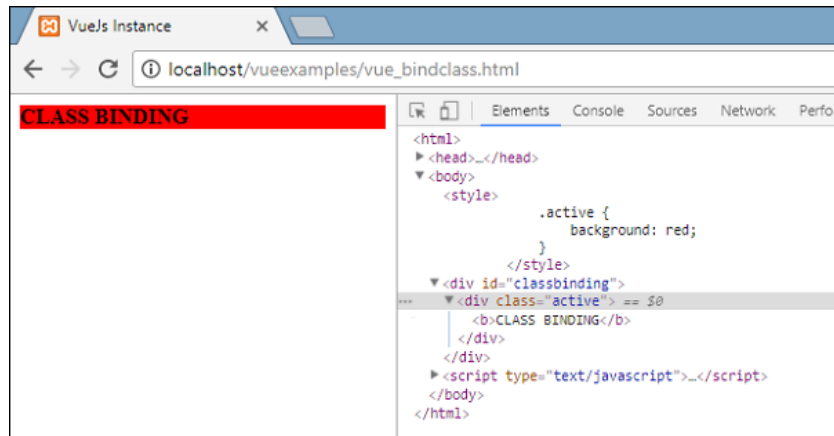 VueJs Instance
localhost/vueexamples/vue_bindclass.html
CLASS BINDING
Elements Console Sources Network Perfo
<html>
<head>…</head>
<body>
<style>
.active {
background: red;
}
</style>
<div id="classbinding">
<div class="active"> == $0
<b>CLASS BINDING</b>
</div>
</div>
<script type="text/javascript">…</script>
</body>
</html>